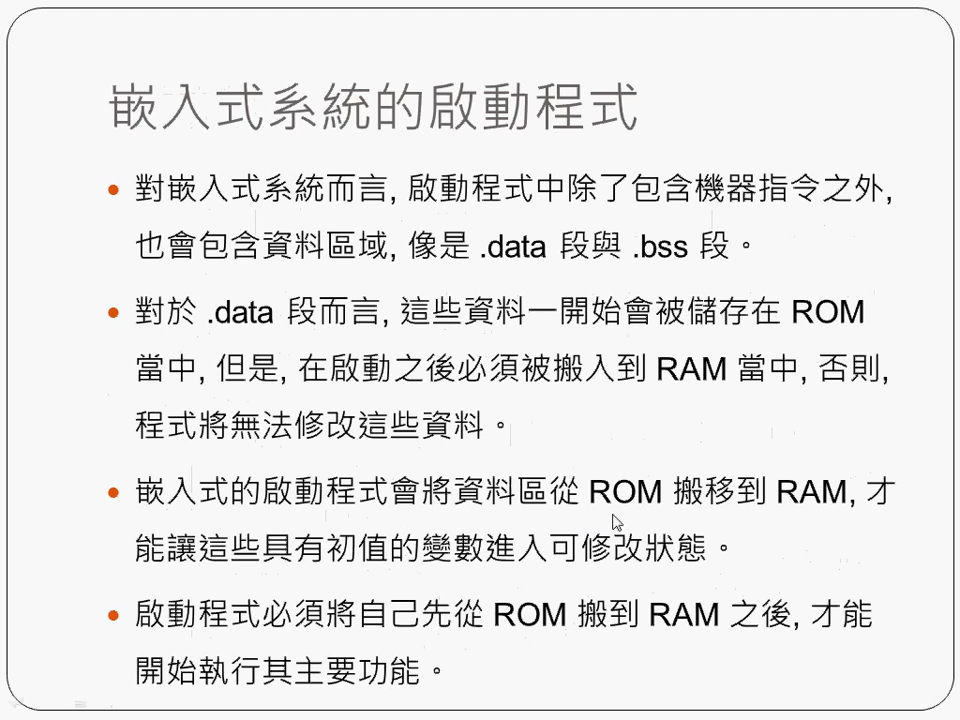 嵌入式系統的啟動程式
• 對嵌入式系統而言, 啟動程式中除了包含機器指令之外,
也會包含資料區域, 像是 .data 段與 .bss 段。
• 對於 .data 段而言, 這些資料一開始會被儲存在 ROM
當中, 但是, 在啟動之後必須被搬入到 RAM 當中, 否則,
程式將無法修改這些資料。
• 嵌入式的啟動程式會將資料區從 ROM 搬移到 RAM, 才
能讓這些具有初值的變數進入可修改狀態。
• 啟動程式必須將自己先從 ROM 搬到 RAM 之後, 才能
開始執行其主要功能。